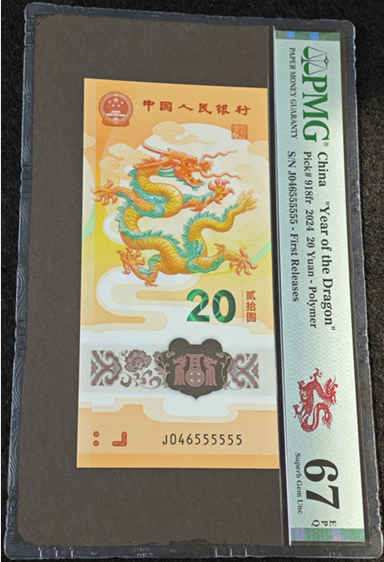 中国人民银行
20
贰拾圆
J046555555
PMG®
PAPER MONEY GUARANTY
China "Year of the Dragon"
Pick# 918fr 2024 20 Yuan - Polymer
S/N J046555555 - First Releases
67 EPQ
Superb Gem Unc